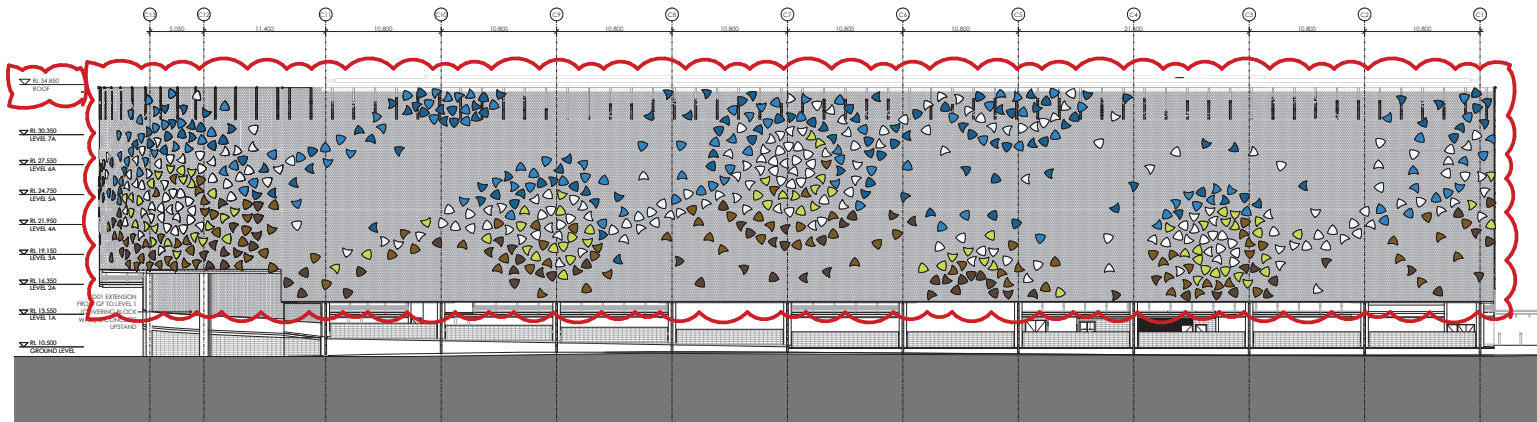 C13 C12 C11 C10 C9 C8 C7 C6 C5 C4 C3 C2 C1
5.050 11.400 10.800 10.800 10.800 10.800 10.800 10.800 21.600 10.800 10.800
RL 34.850
ROOF
RL 30.350
LEVEL 7A
RL 27.550
LEVEL 6A
RL 24.750
LEVEL 5A
RL 21.950
LEVEL 4A
RL 19.150
LEVEL 3A
RL 16.350
LEVEL 2A
EXTENSION
FROM GF TO LEVEL 1
COVERING BLOCK
UPSTAND
RL 13.550
LEVEL 1A
RL 10.500
GROUND LEVEL